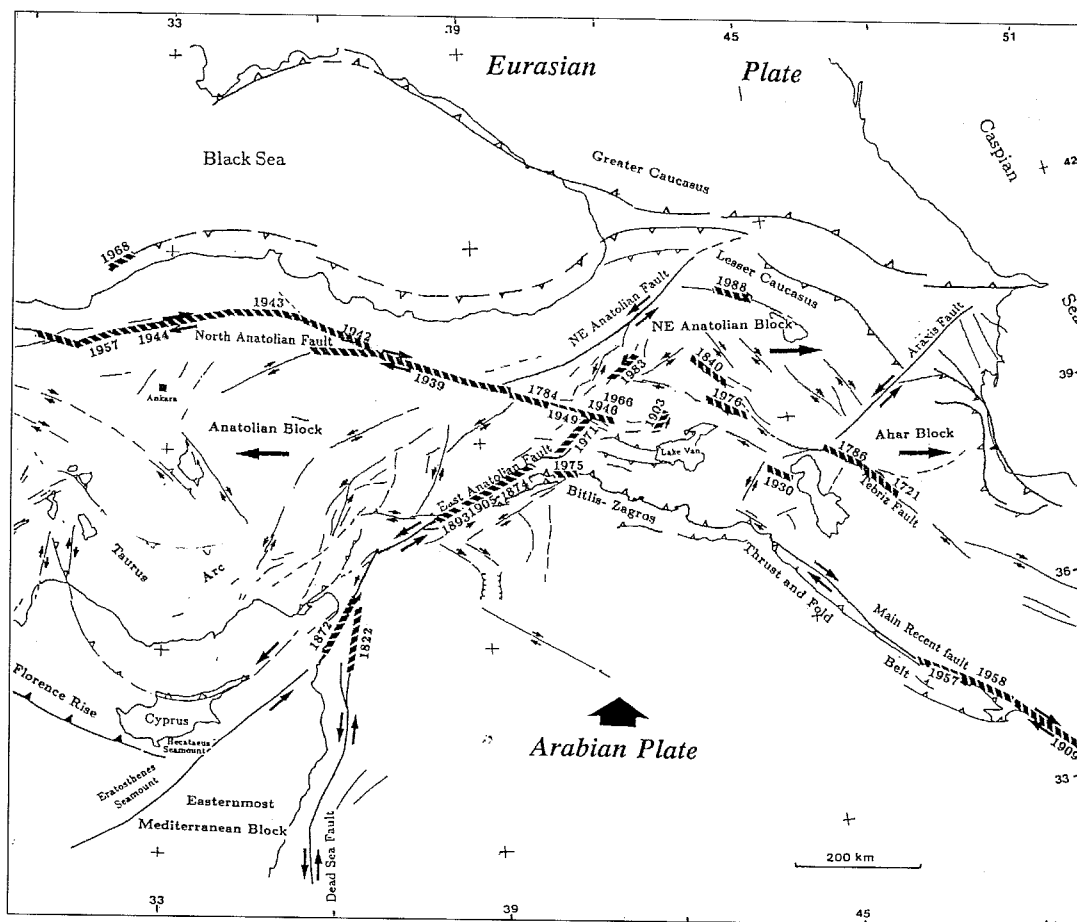 33
39
45
51
Eurasian Plate
Black Sea
Caspian
Sea
42
Greater Caucasus
1968
Lesser Caucasus
1988
1943
1942
1944
1957
North Anatolian Fault
NE Anatolian Fault
NE Anatolian Block
Araxis Fault
39
1939
1983
1840
1976
Ankara
1784
1966
1946
1949
1903
1971
Anatolian Block
Lake Van
Ahar Block
1786
1721
Tebriz Fault
1930
East Anatolian Fault
1975
1874
1905
1893
Bitlis-Zagros
Thrust and Fold
Belt
Taurus
Arc
36
Main Recent fault
1872
1822
1957
1958
1909
Florence Rise
Cyprus
Hecataeus
Seamount
Eratosthenes
Seamount
Arabian Plate
33
Easternmost
Mediterranean Block
Dead Sea Fault
200 km
33
39
45